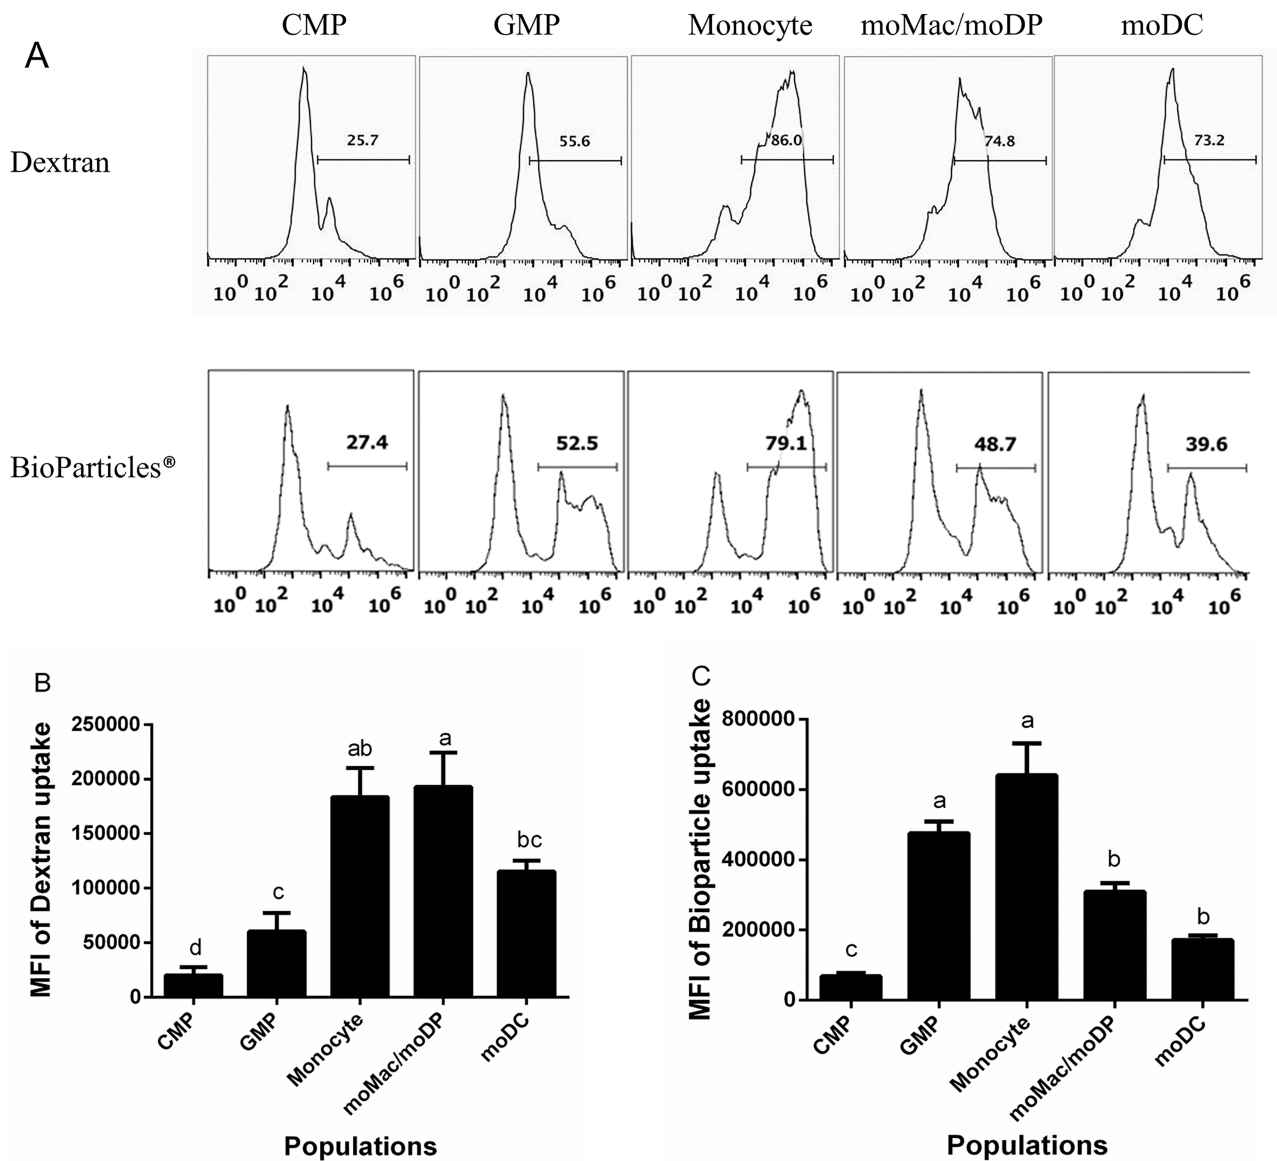 CMP GMP Monocyte moMac/moDP moDC
A
Dextran
25.7 55.6 86.0 74.8 73.2
10^0 10^2 10^4 10^6 10^0 10^2 10^4 10^6 10^0 10^2 10^4 10^6 10^0 10^2 10^4 10^6 10^0 10^2 10^4 10^6
BioParticles®
27.4 52.5 79.1 48.7 39.6
10^0 10^2 10^4 10^6 10^0 10^2 10^4 10^6 10^0 10^2 10^4 10^6 10^0 10^2 10^4 10^6 10^0 10^2 10^4 10^6
B
MFI of Dextran uptake
250000
200000
150000
100000
50000
0
d c ab a bc
CMP GMP Monocyte moMac/moDP moDC
Populations
C
MFI of Bioparticle uptake
800000
600000
400000
200000
0
c a a b b
CMP GMP Monocyte moMac/moDP moDC
Populations